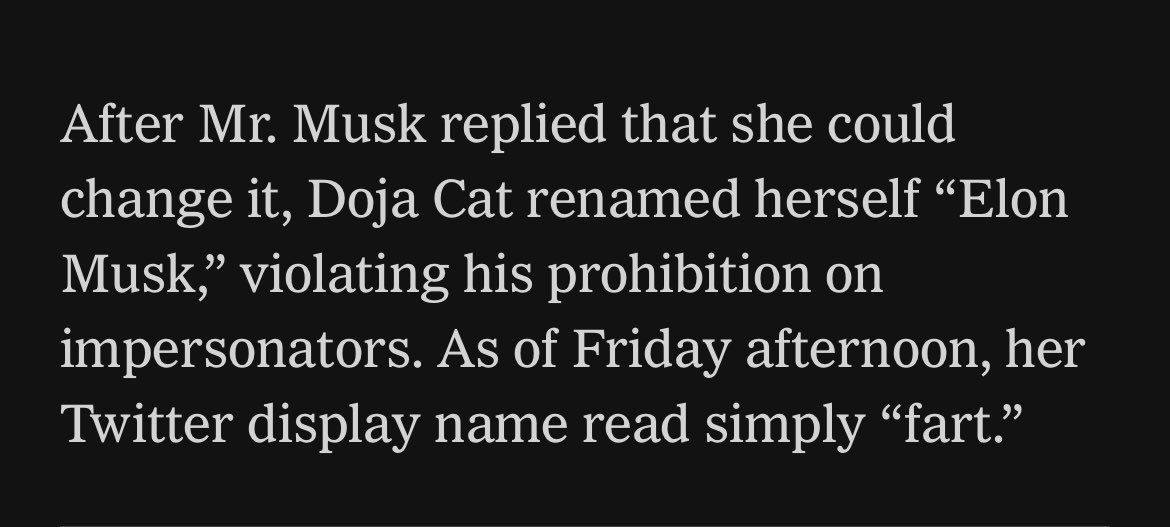 After Mr. Musk replied that she could
change it, Doja Cat renamed herself “Elon
Musk,” violating his prohibition on
impersonators. As of Friday afternoon, her
Twitter display name read simply “fart.”